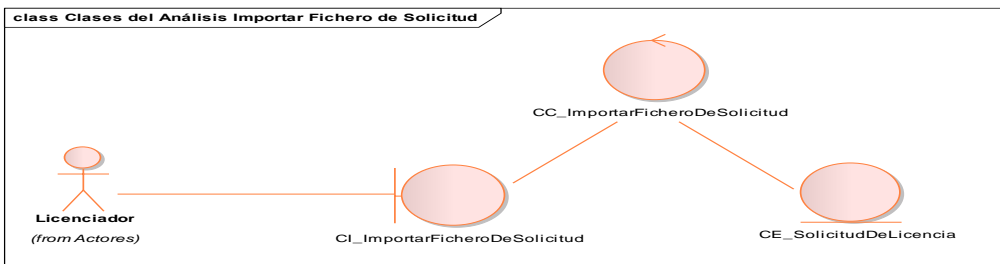 class Clases del Análisis Importar Fichero de Solicitud
CC_ImportarFicheroDeSolicitud
Licenciador
(from Actores)
CI_ImportarFicheroDeSolicitud
CE_SolicitudDeLicencia